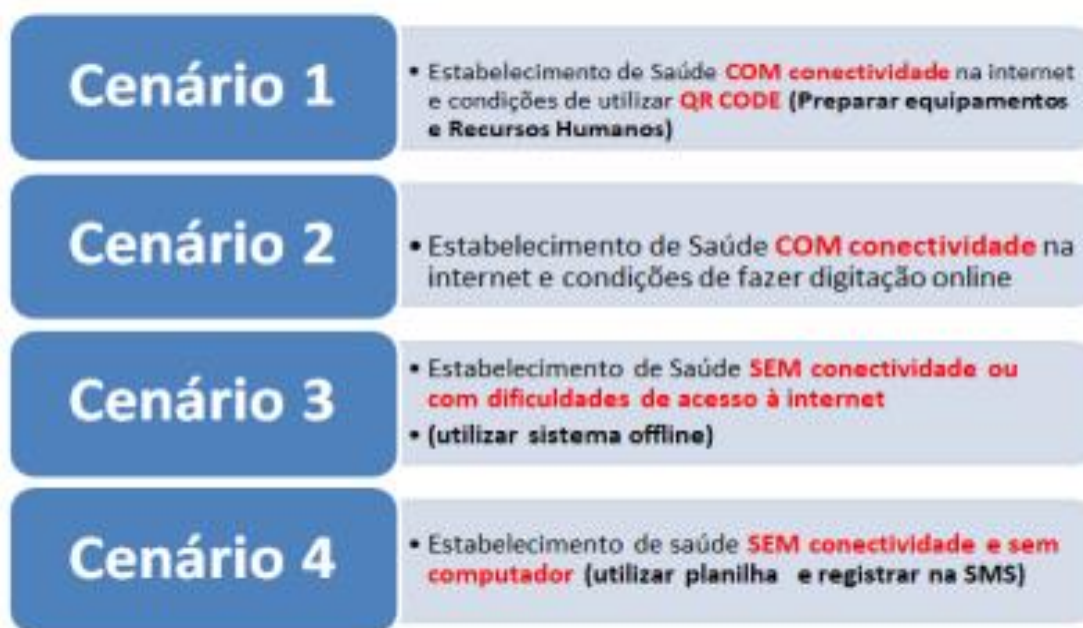 Cenário 1
• Estabelecimento de Saúde COM conectividade na internet
e condições de utilizar QR CODE (Preparar equipamentos
e Recursos Humanos)
Cenário 2
• Estabelecimento de Saúde COM conectividade na
internet e condições de fazer digitação online
Cenário 3
• Estabelecimento de Saúde SEM conectividade ou
com dificuldades de acesso à internet
• (utilizar sistema offline)
Cenário 4
• Estabelecimento de saúde SEM conectividade e sem
computador (utilizar planilha e registrar na SMS)